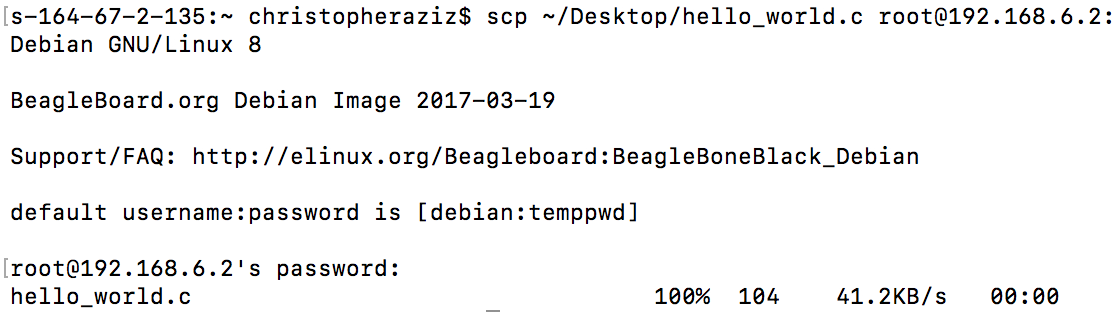 [s-164-67-2-135:~ christopheraziz$ scp ~/Desktop/hello_world.c root@192.168.6.2:
Debian GNU/Linux 8
BeagleBoard.org Debian Image 2017-03-19
Support/FAQ: http://elinux.org/Beagleboard:BeagleBoneBlack_Debian
default username:password is [debian:temppwd]
[root@192.168.6.2's password:
hello_world.c 100% 104 41.2KB/s 00:00